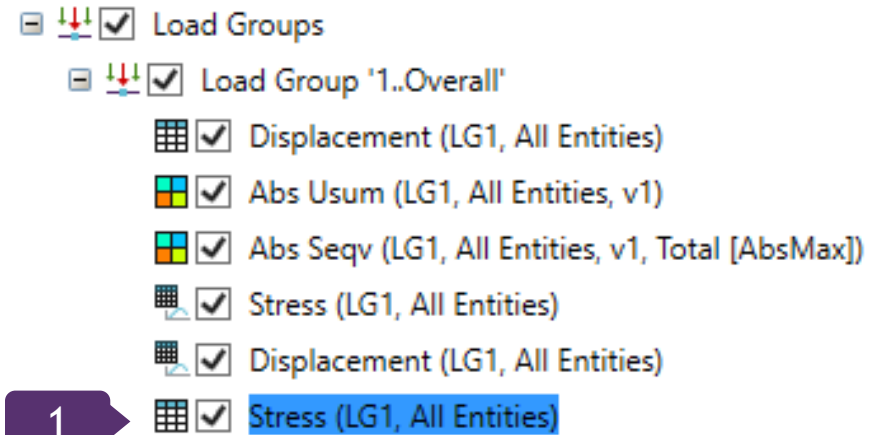 Load Groups
Load Group '1..Overall'
Displacement (LG1, All Entities)
Abs Usum (LG1, All Entities, v1)
Abs Seqv (LG1, All Entities, v1, Total [AbsMax])
Stress (LG1, All Entities)
Displacement (LG1, All Entities)
1 Stress (LG1, All Entities)